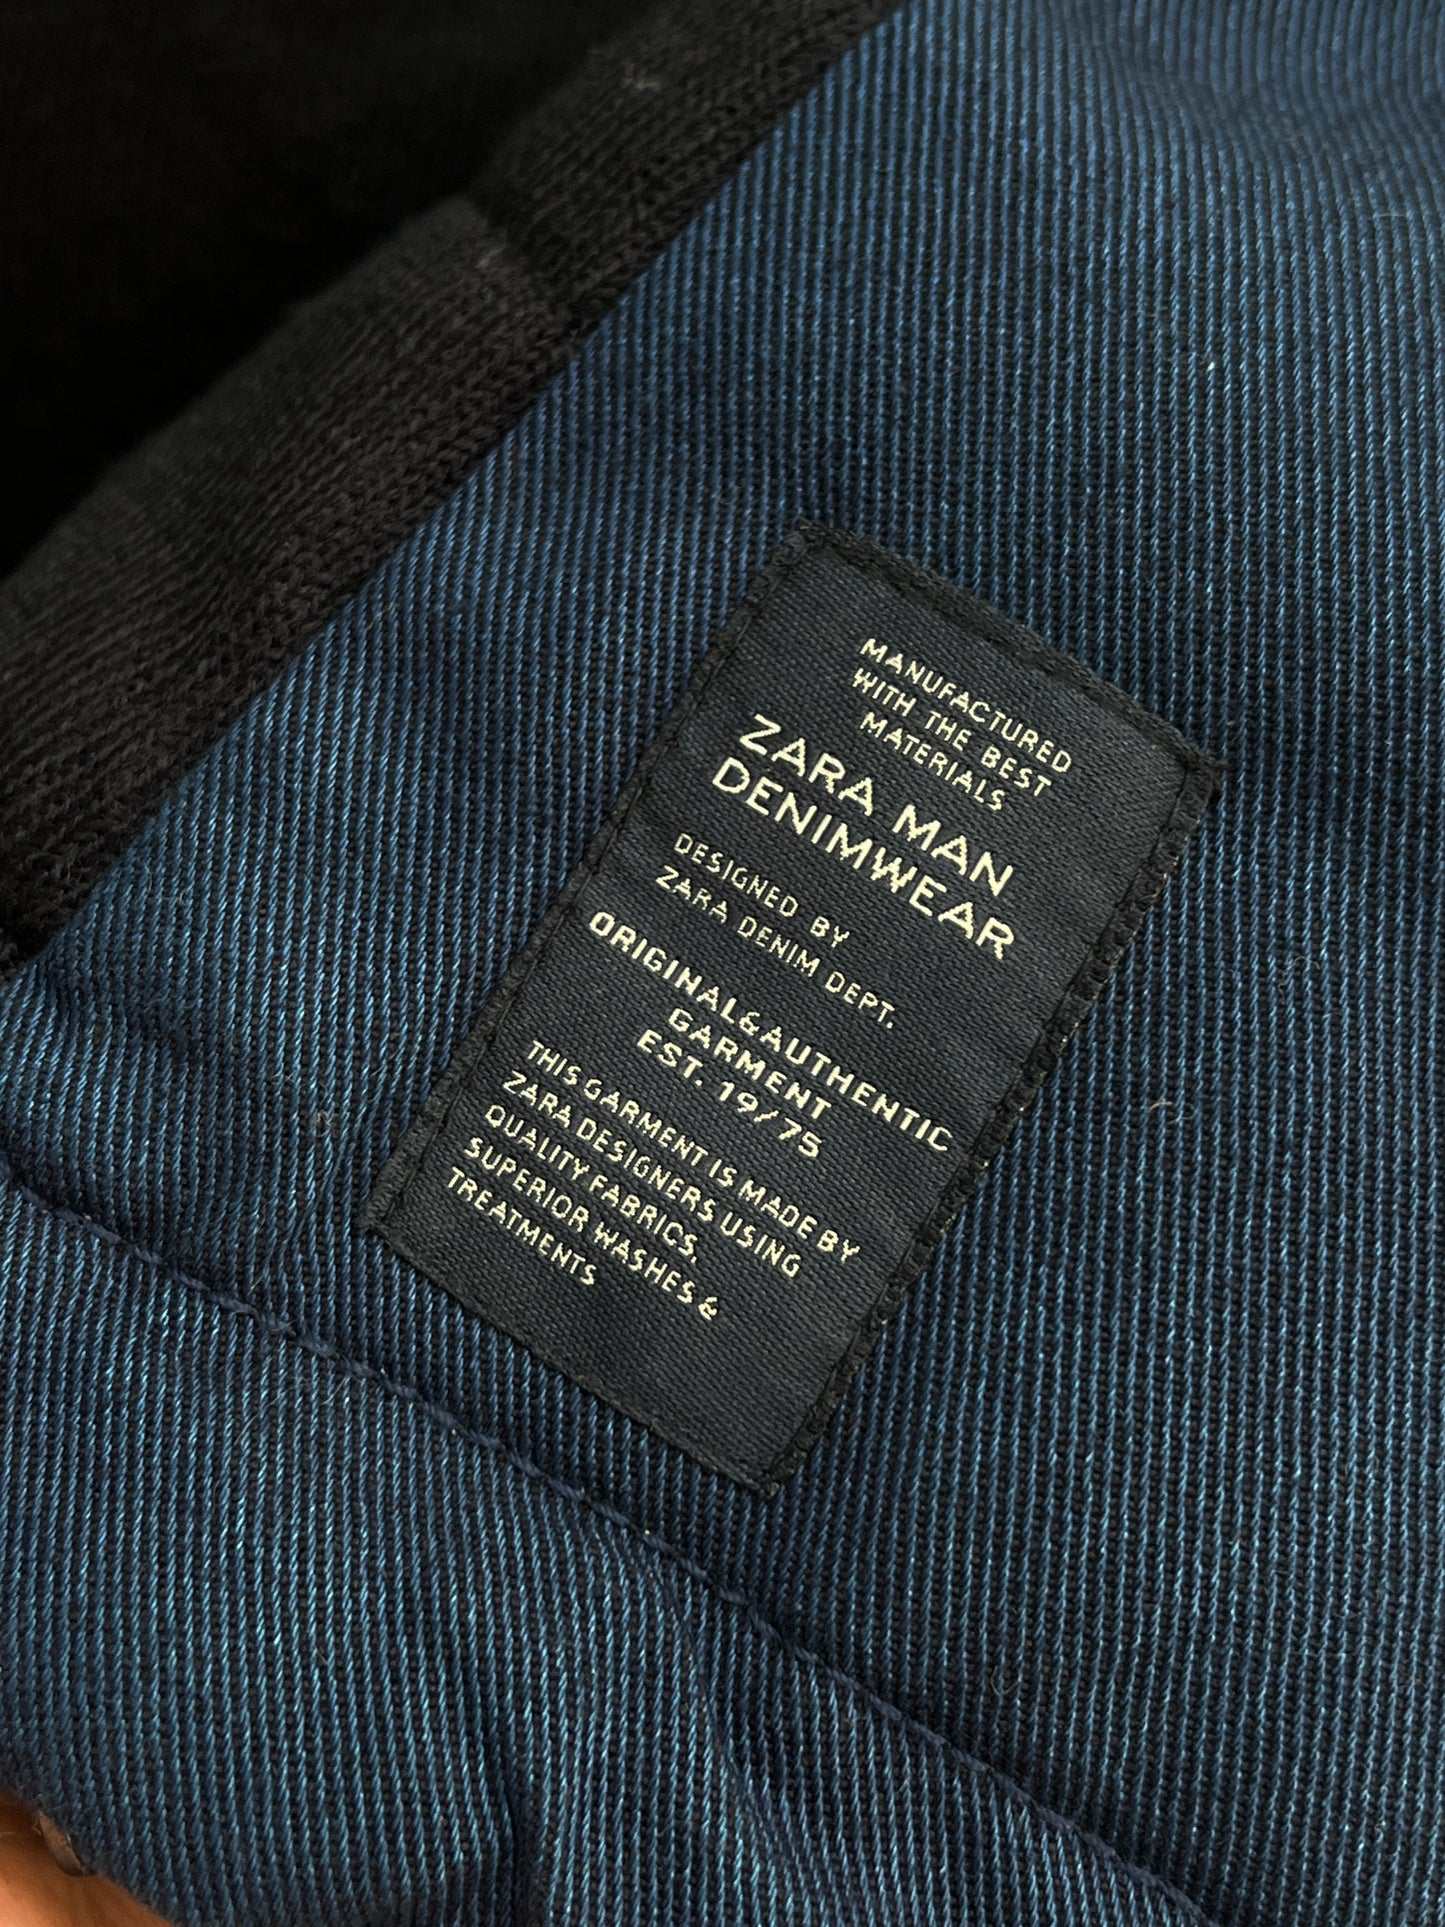 MANUFACTURED
WITH THE BEST
MATERIALS
ZARA MAN
DENIMWEAR
DESIGNED BY
ZARA DENIM DEPT.
ORIGINAL&AUTHENTIC
GARMENT
EST. 19/75
THIS GARMENT IS MADE BY
ZARA DESIGNERS USING
QUALITY FABRICS,
SUPERIOR WASHES &
TREATMENTS